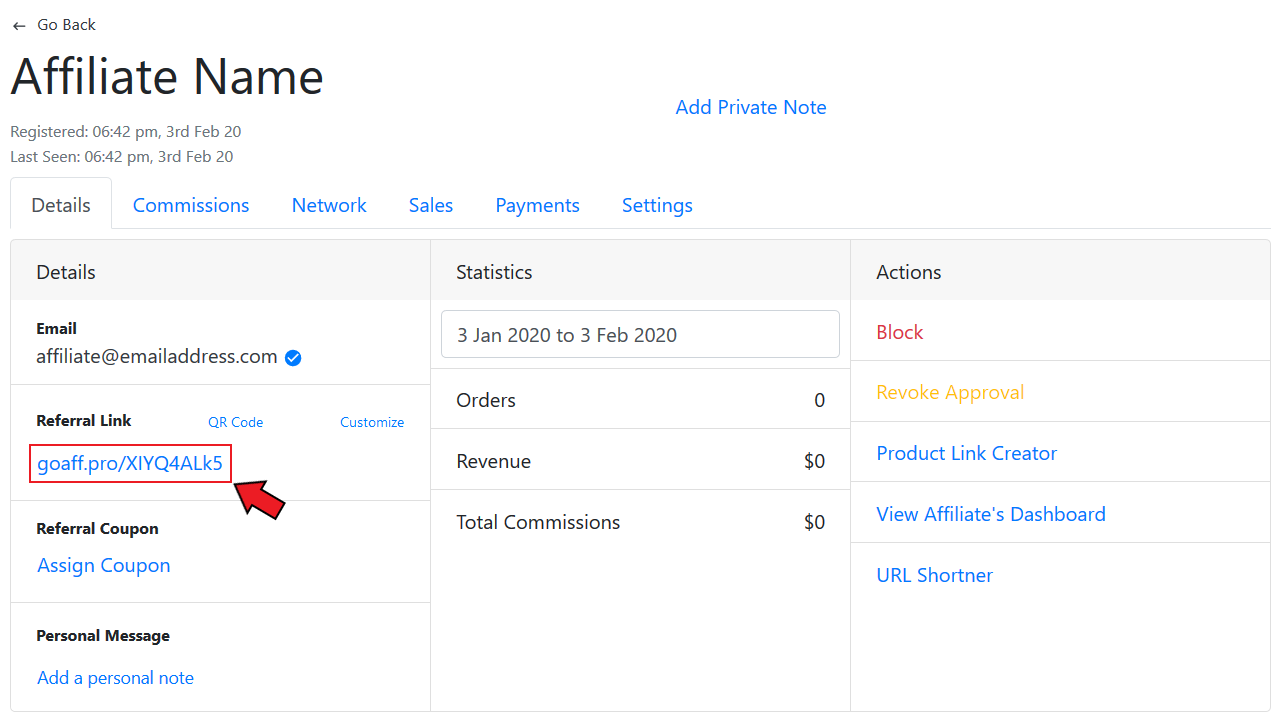 ← Go Back
Affiliate Name
Add Private Note
Registered: 06:42 pm, 3rd Feb 20
Last Seen: 06:42 pm, 3rd Feb 20
Details Commissions Network Sales Payments Settings
Details
Email
affiliate@emailaddress.com
Referral Link QR Code Customize
goaff.pro/XIYQ4ALk5
Referral Coupon
Assign Coupon
Personal Message
Add a personal note
Statistics
3 Jan 2020 to 3 Feb 2020
Orders 0
Revenue $0
Total Commissions $0
Actions
Block
Revoke Approval
Product Link Creator
View Affiliate's Dashboard
URL Shortner